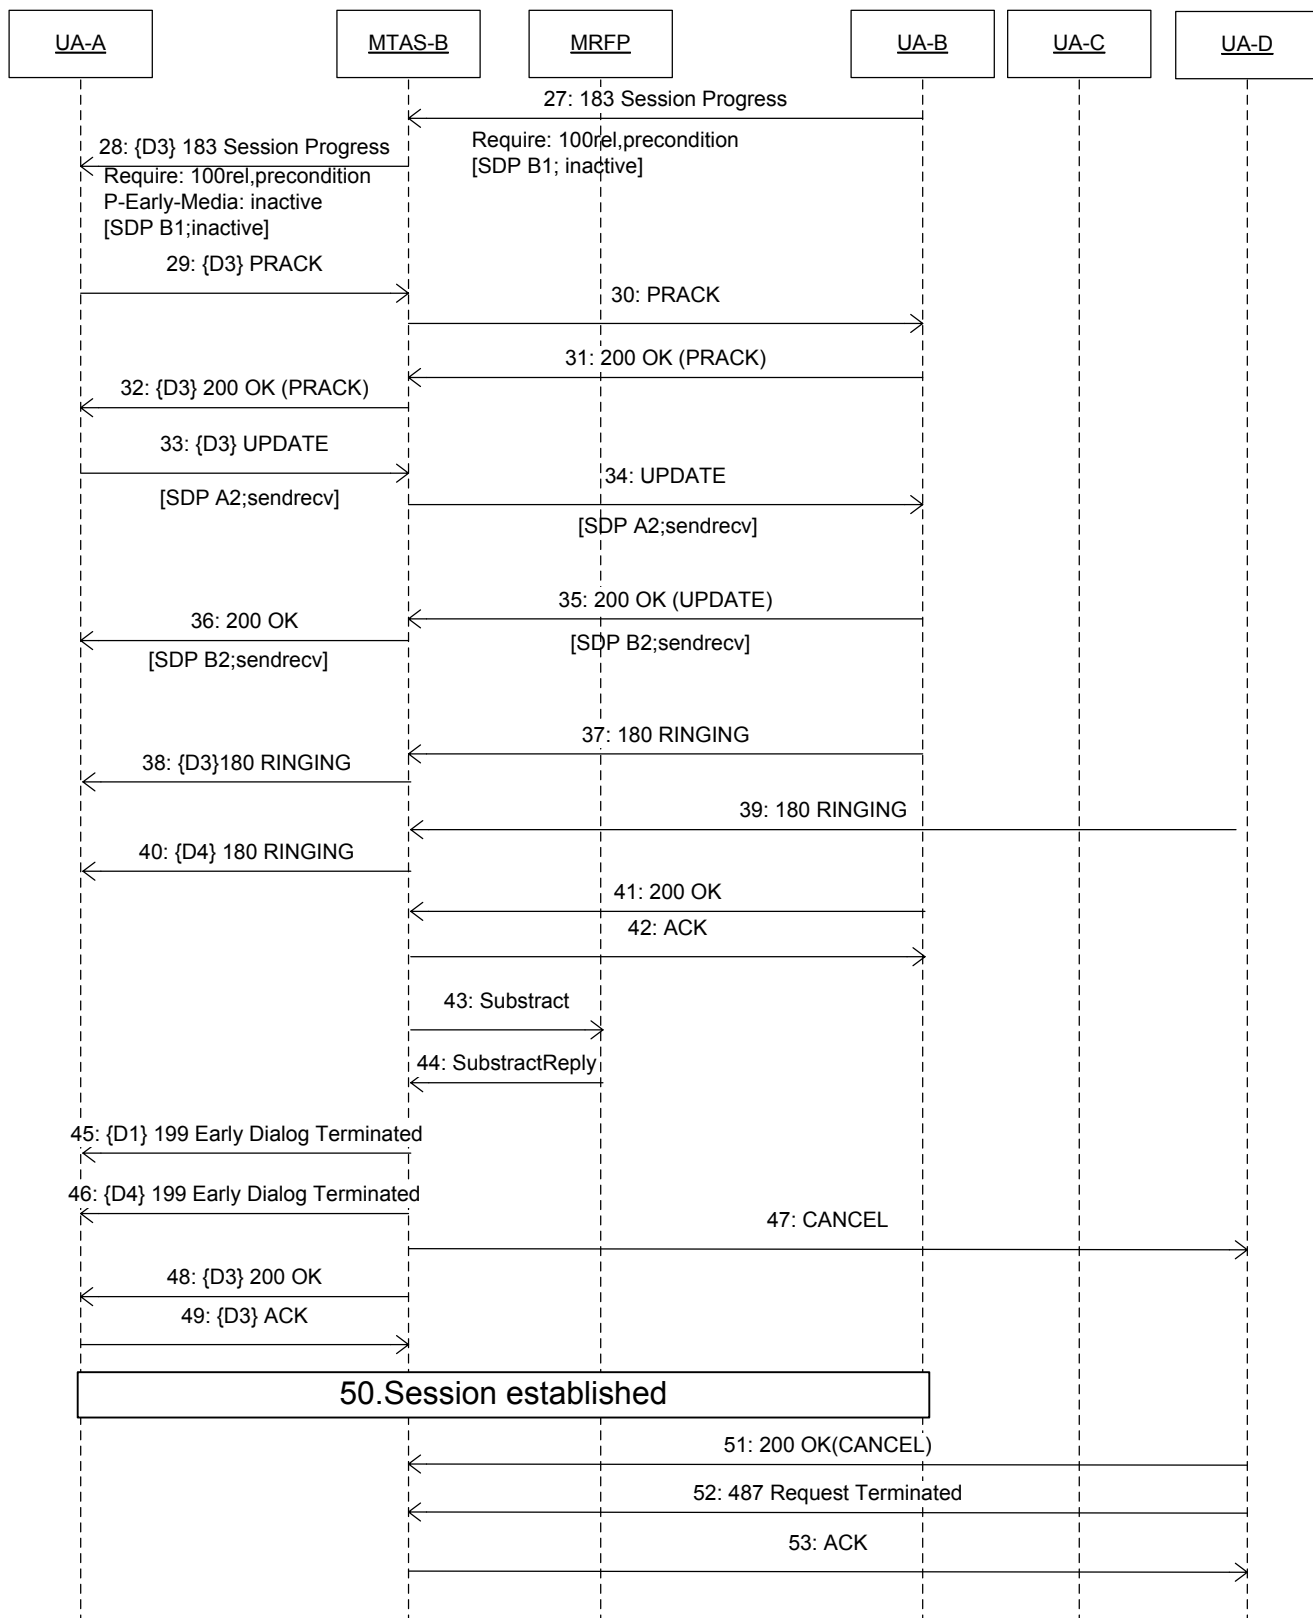 UA-A
MTAS-B
MRFP
UA-B
UA-C
UA-D
27: 183 Session Progress
Require: 100rel,precondition
[SDP B1; inactive]
28: {D3} 183 Session Progress
Require: 100rel,precondition
P-Early-Media: inactive
[SDP B1;inactive]
29: {D3} PRACK
30: PRACK
31: 200 OK (PRACK)
32: {D3} 200 OK (PRACK)
33: {D3} UPDATE
[SDP A2;sendrecv]
34: UPDATE
[SDP A2;sendrecv]
35: 200 OK (UPDATE)
[SDP B2;sendrecv]
36: 200 OK
[SDP B2;sendrecv]
37: 180 RINGING
38: {D3}180 RINGING
39: 180 RINGING
40: {D4} 180 RINGING
41: 200 OK
42: ACK
43: Substract
44: SubstractReply
45: {D1} 199 Early Dialog Terminated
46: {D4} 199 Early Dialog Terminated
47: CANCEL
48: {D3} 200 OK
49: {D3} ACK
50.Session established
51: 200 OK(CANCEL)
52: 487 Request Terminated
53: ACK